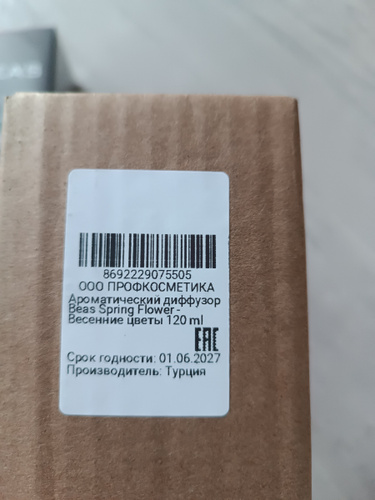 EAS
8692229075505
ООО ПРОФКОСМЕТИКА
Ароматический диффузор
Beas Spring Flower -
Весенние цветы 120 ml
EAC
Срок годности: 01.06.2027
Производитель: Турция